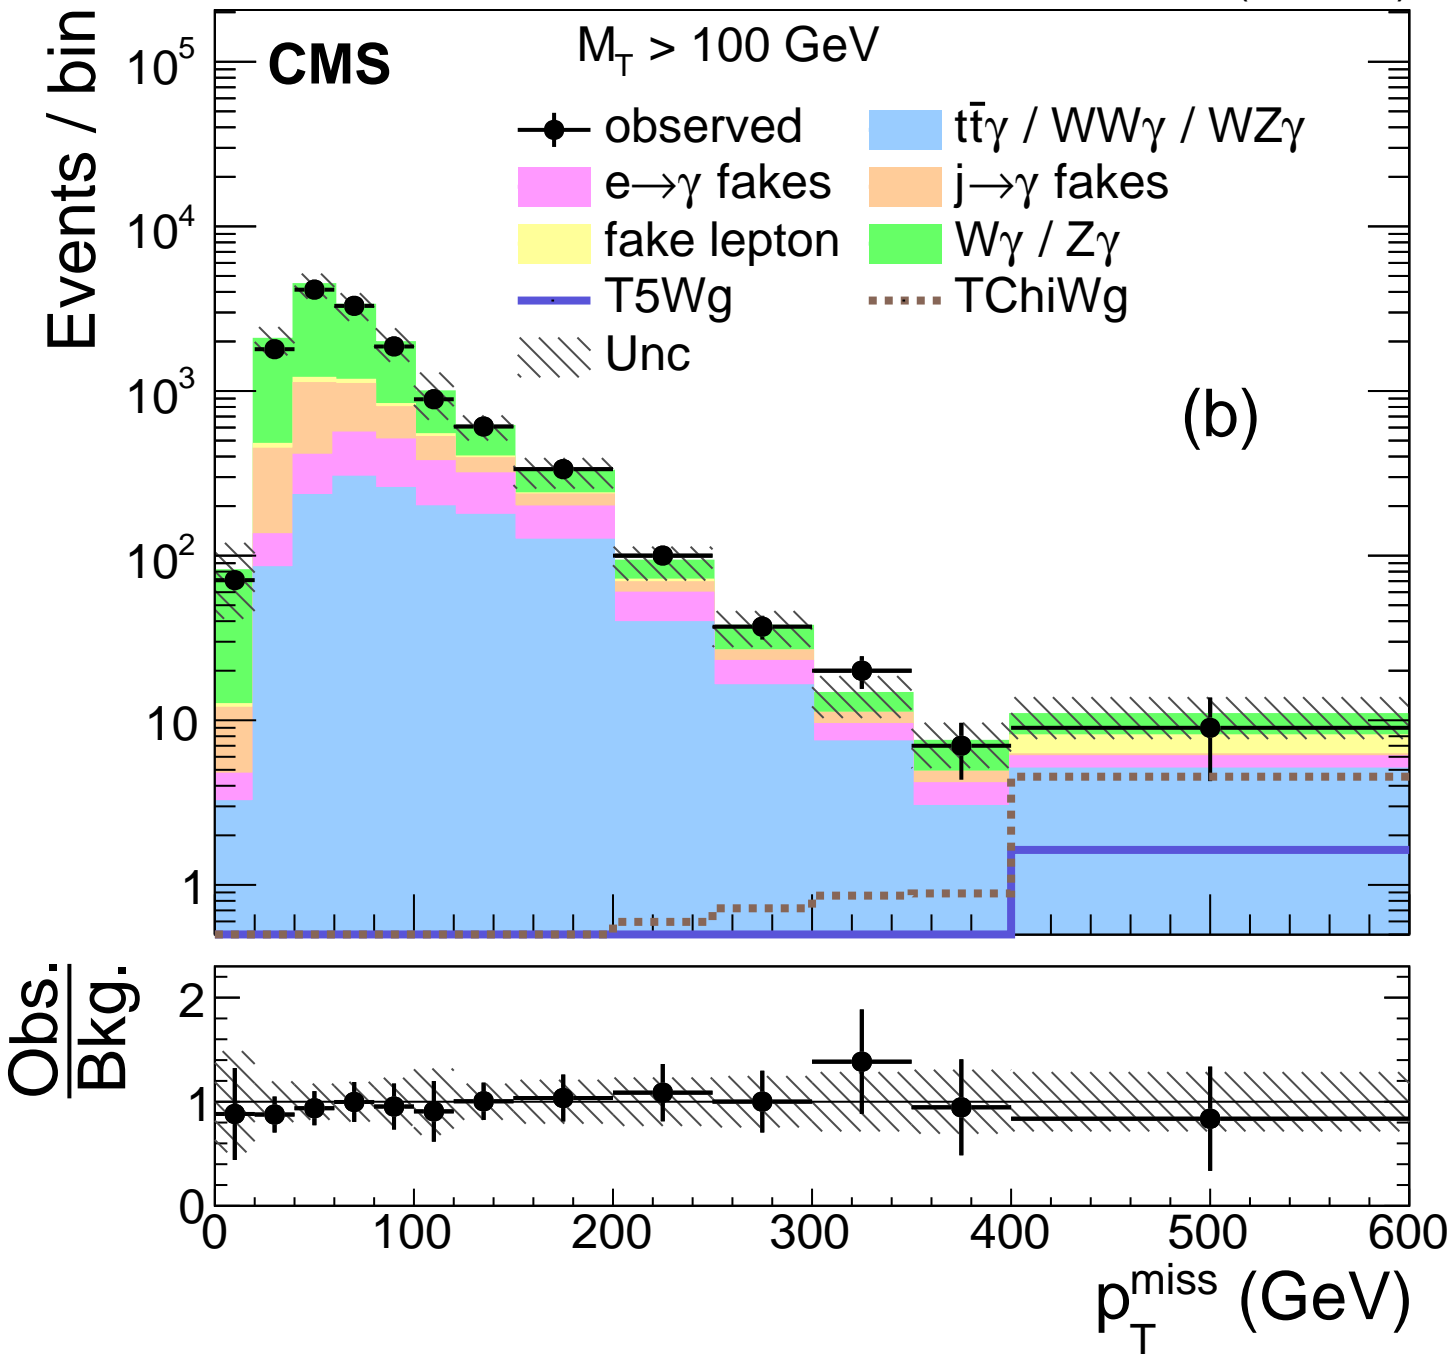 CMS
M_T > 100 GeV
observed
tt̄γ / WWγ / WZγ
e→γ fakes
j→γ fakes
fake lepton
Wγ / Zγ
T5Wg
TChiWg
Unc
(b)
Events / bin
10^5
10^4
10^3
10^2
10
1
Obs.
Bkg.
2
1
0
0 100 200 300 400 500 600
p_T^miss (GeV)